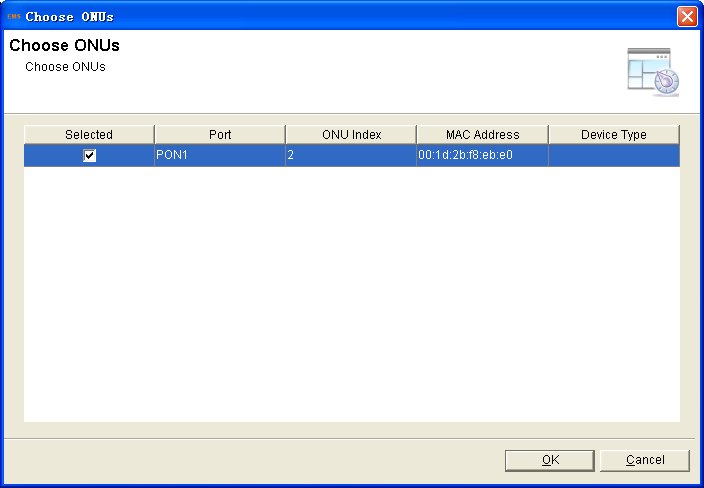 EMS Choose ONUs
Choose ONUs
Choose ONUs
Selected Port ONU Index MAC Address Device Type
PON1 2 00:1d:2b:f8:eb:e0
OK Cancel